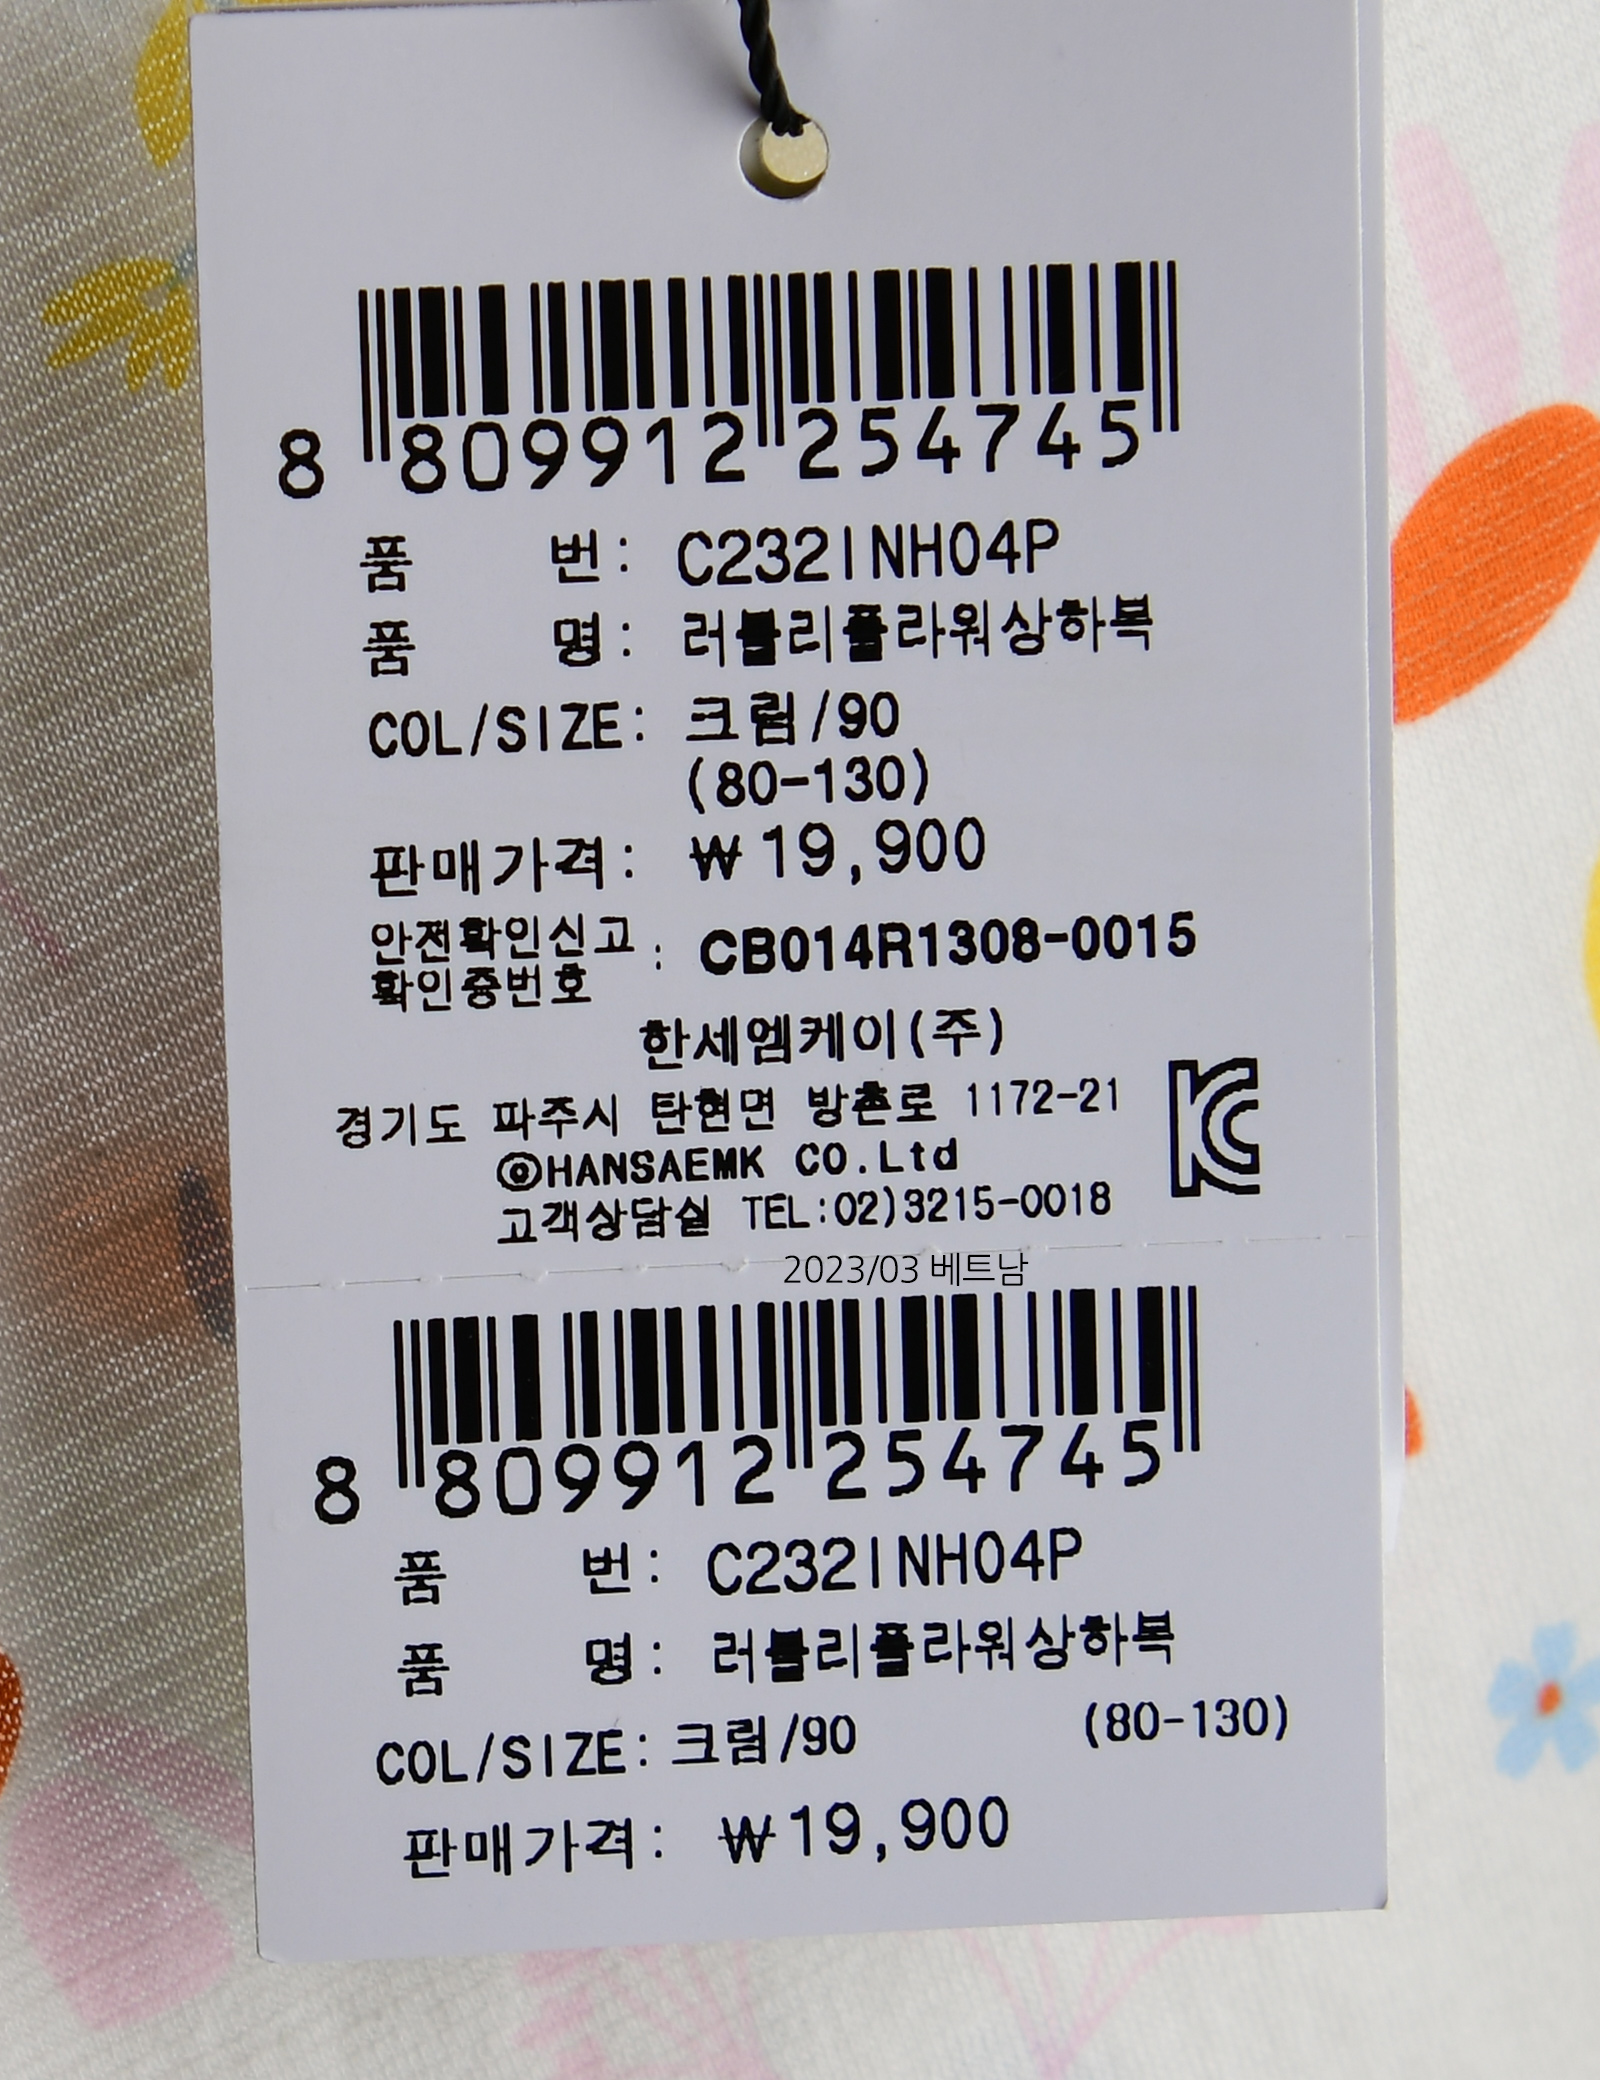 8 809912 254745
품 번: C232INH04P
품 명: 러블리플라워상하복
COL/SIZE: 크림/90
(80-130)
판매가격: ₩19,900
안전확인신고
확인증번호 : CB014R1308-0015
한세엠케이(주)
경기도 파주시 탄현면 방촌로 1172-21
KC
@HANSAEMK CO.Ltd
고객상담실 TEL:02)3215-0018
2023/03 베트남
8 809912 254745
품 번: C232INH04P
품 명: 러블리플라워상하복
COL/SIZE: 크림/90 (80-130)
판매가격: ₩19,900